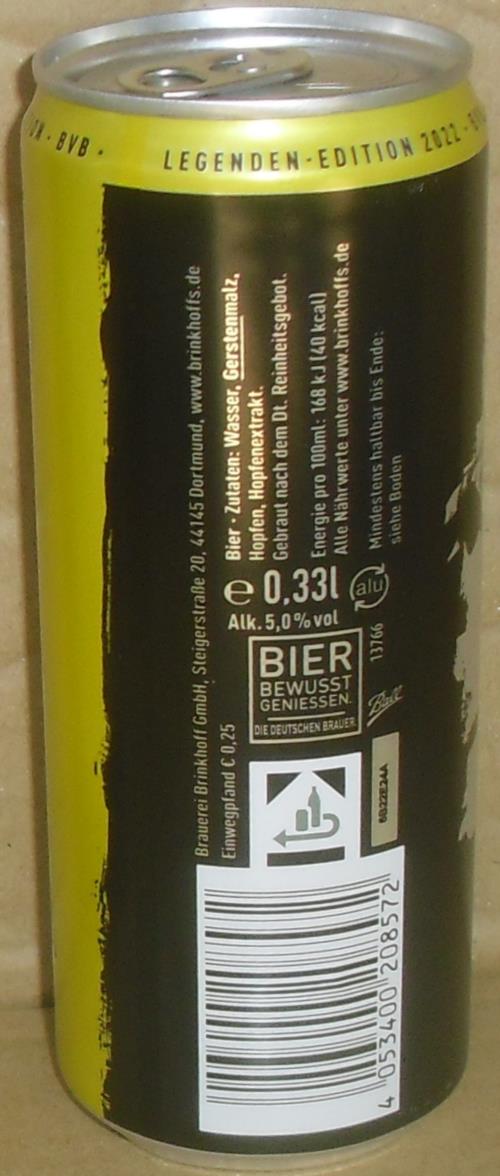 ON · BVB ·
LEGENDEN-EDITION 2022 ·
Brauerei Brinkhoff GmbH, Steigerstraße 20, 44145 Dortmund, www.brinkhoffs.de
Einwegpfand € 0,25
Bier · Zutaten: Wasser, Gerstenmalz,
Hopfen, Hopfenextrakt.
Gebraut nach dem Dt. Reinheitsgebot.
Energie pro 100ml: 168 kJ (40 kcal)
Alle Nährwerte unter www.brinkhoffs.de
Mindestens haltbar bis Ende:
siehe Boden
e 0,33l
alu
Alk. 5,0 % vol
BIER
BEWUSST
GENIESSEN.
DIE DEUTSCHEN BRAUER
13766
Ball
6B22E24A
4 053400 208572